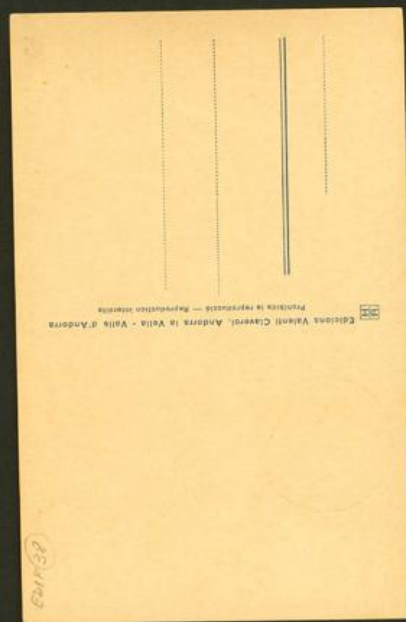 Edicions Valentí Claverol. Andorra la Vella - Valls d'Andorra
Prohibida la reproducció — Reproduction interdite